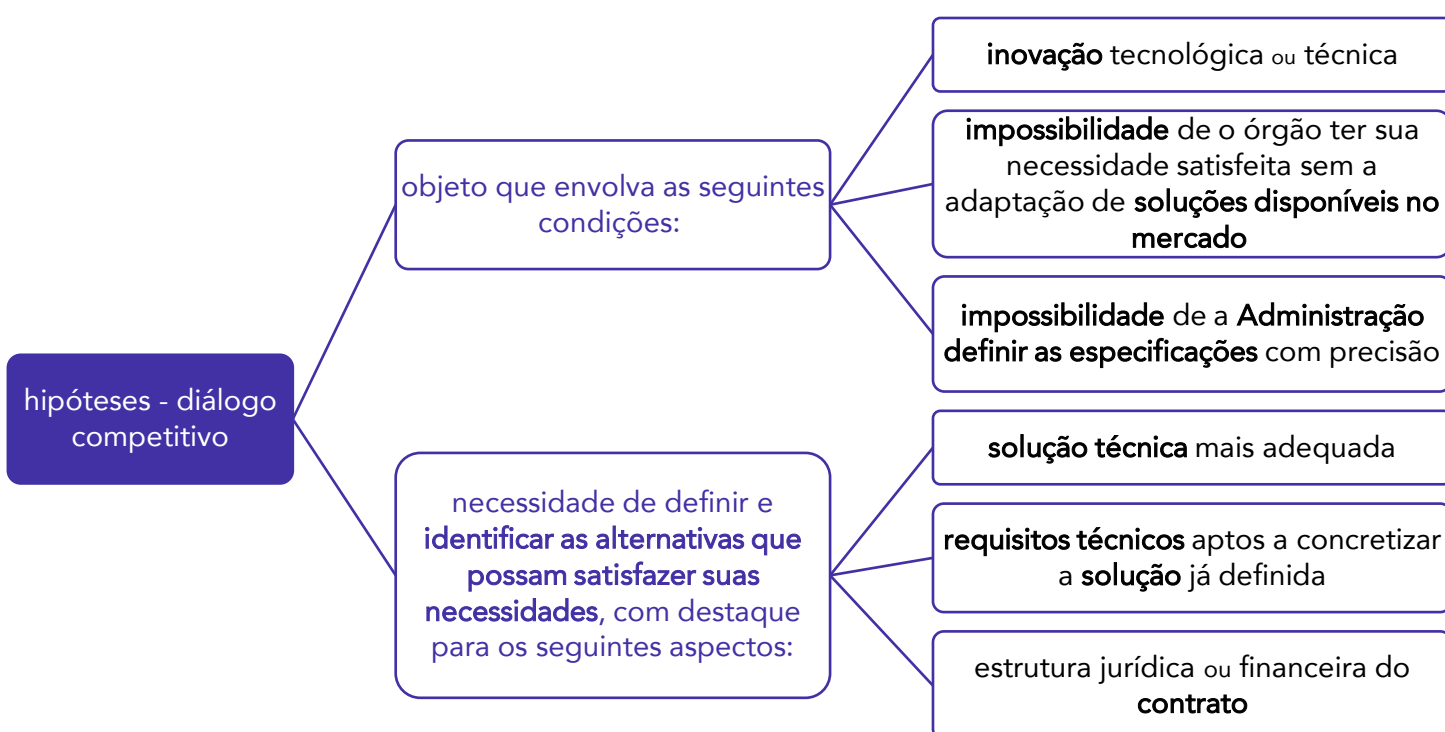 hipóteses - diálogo
competitivo
objeto que envolva as seguintes
condições:
inovação tecnológica ou técnica
impossibilidade de o órgão ter sua
necessidade satisfeita sem a
adaptação de soluções disponíveis no
mercado
impossibilidade de a Administração
definir as especificações com precisão
necessidade de definir e
identificar as alternativas que
possam satisfazer suas
necessidades, com destaque
para os seguintes aspectos:
solução técnica mais adequada
requisitos técnicos aptos a concretizar
a solução já definida
estrutura jurídica ou financeira do
contrato